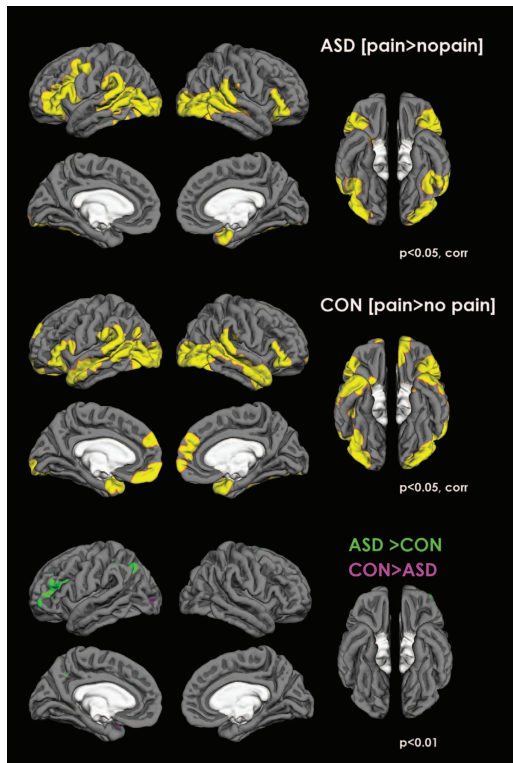 ASD [pain>nopain]
p<0.05, corr
CON [pain>no pain]
p<0.05, corr
ASD >CON
CON>ASD
p<0.01